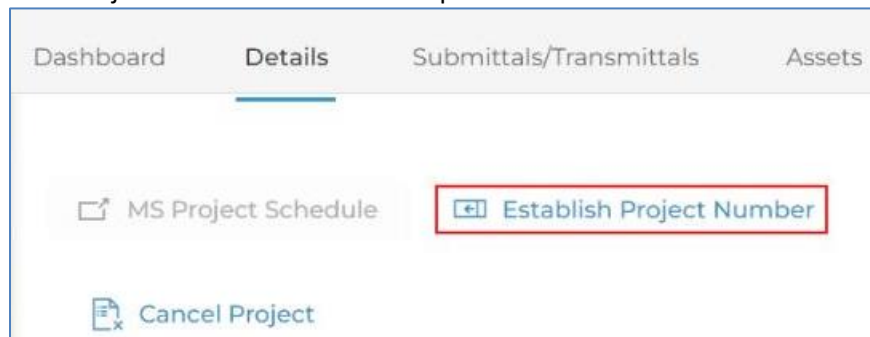 Dashboard Details Submittals/Transmittals Assets
MS Project Schedule Establish Project Number
Cancel Project